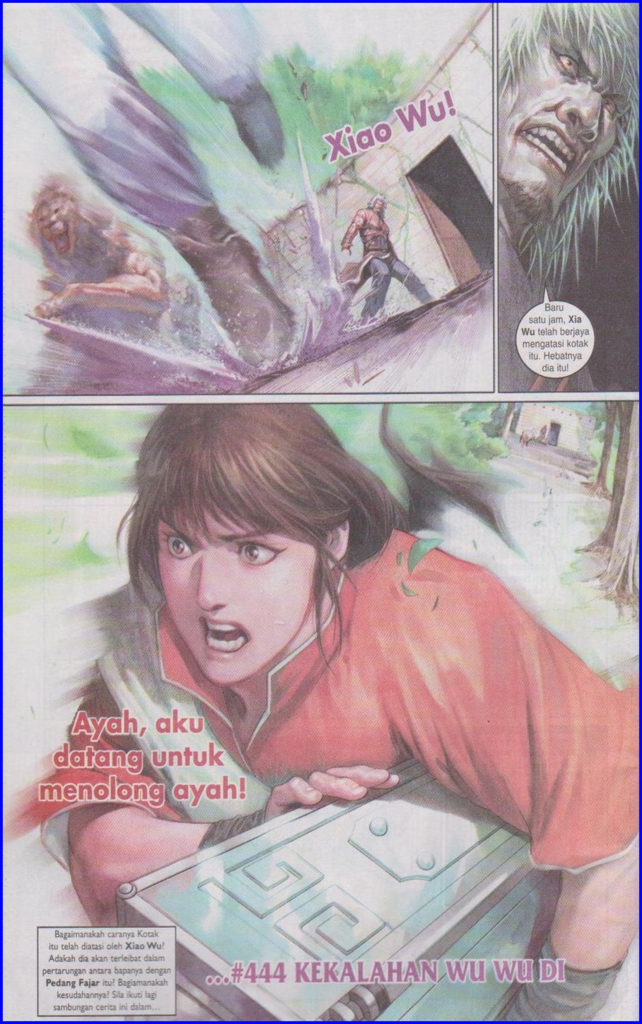 Xiao Wu!
Baru
satu jam, Xia
Wu telah berjaya
mengatasi kotak
itu. Hebatnya
dia itu!
Ayah, aku
datang untuk
menolong ayah!
Bagaimanakah caranya Kotak
itu telah diatasi oleh Xiao Wu?
Adakah dia akan terleibat dalam
pertarungan antara bapanya dengan
Pedang Fajar itu? Bagiamanakah
kesudahannya? Sila ikuti lagi
sambungan cerita ini dalam...
...#444 KEKALAHAN WU WU DI